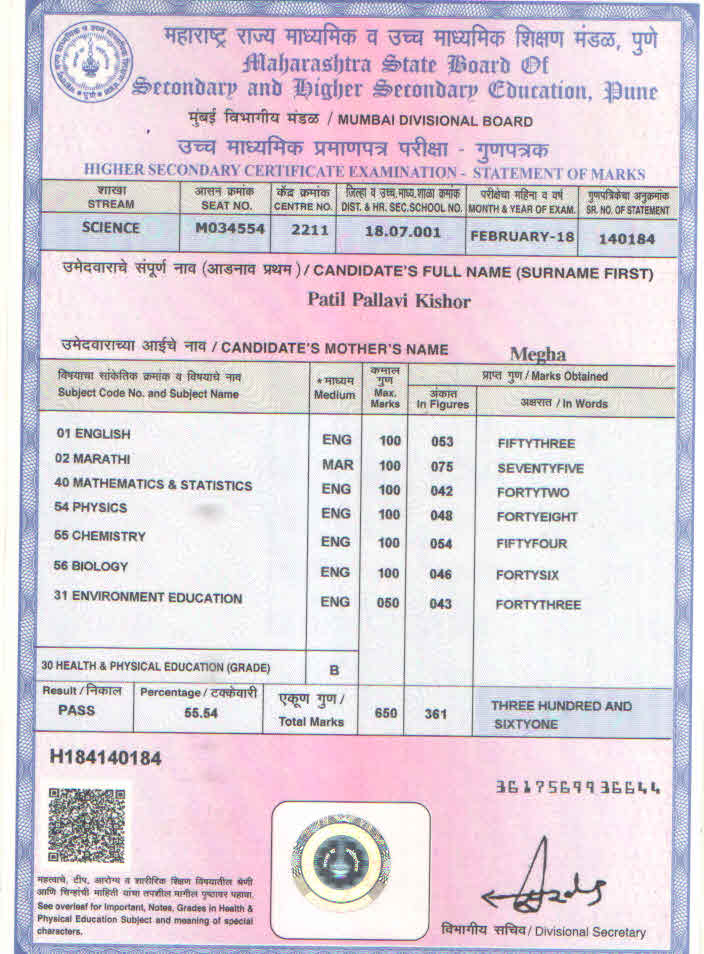 महाराष्ट्र राज्य माध्यमिक व उच्च माध्यमिक शिक्षण मंडळ, पुणे
Maharashtra State Board Of
Secondary and Higher Secondary Education, Pune
मुंबई विभागीय मंडळ / MUMBAI DIVISIONAL BOARD
उच्च माध्यमिक प्रमाणपत्र परीक्षा - गुणपत्रक
HIGHER SECONDARY CERTIFICATE EXAMINATION - STATEMENT OF MARKS
शाखा आसन क्रमांक केंद्र क्रमांक जिल्हा व उच्च.माध्य.शाळा क्रमांक परीक्षेचा महिना व वर्ष गुणपत्रिकेचा अनुक्रमांक
STREAM SEAT NO. CENTRE NO. DIST. & HR. SEC.SCHOOL NO. MONTH & YEAR OF EXAM. SR. NO. OF STATEMENT
SCIENCE M034554 2211 18.07.001 FEBRUARY-18 140184
उमेदवाराचे संपूर्ण नाव (आडनाव प्रथम) / CANDIDATE'S FULL NAME (SURNAME FIRST)
Patil Pallavi Kishor
उमेदवाराच्या आईचे नाव / CANDIDATE'S MOTHER'S NAME Megha
विषयाचा सांकेतिक क्रमांक व विषयाचे नाव
Subject Code No. and Subject Name
* माध्यम
Medium
कमाल
गुण
Max.
Marks
प्राप्त गुण / Marks Obtained
अंकात
In Figures
अक्षरात / In Words
01 ENGLISH ENG 100 053 FIFTYTHREE
02 MARATHI MAR 100 075 SEVENTYFIVE
40 MATHEMATICS & STATISTICS ENG 100 042 FORTYTWO
54 PHYSICS ENG 100 048 FORTYEIGHT
55 CHEMISTRY ENG 100 054 FIFTYFOUR
56 BIOLOGY ENG 100 046 FORTYSIX
31 ENVIRONMENT EDUCATION ENG 050 043 FORTYTHREE
30 HEALTH & PHYSICAL EDUCATION (GRADE) B
Result / निकाल
PASS
Percentage / टक्केवारी
55.54
एकूण गुण /
Total Marks
650 361
THREE HUNDRED AND
SIXTYONE
H184140184
3617569936644
महत्वाचे, टीप, आरोग्य व शारीरिक शिक्षण विषयातील श्रेणी
आणि चिन्हांची माहिती यांचा तपशील मागील पृष्ठावर पहावा.
See overleaf for Important, Notes, Grades in Health &
Physical Education Subject and meaning of special
characters.
विभागीय सचिव / Divisional Secretary